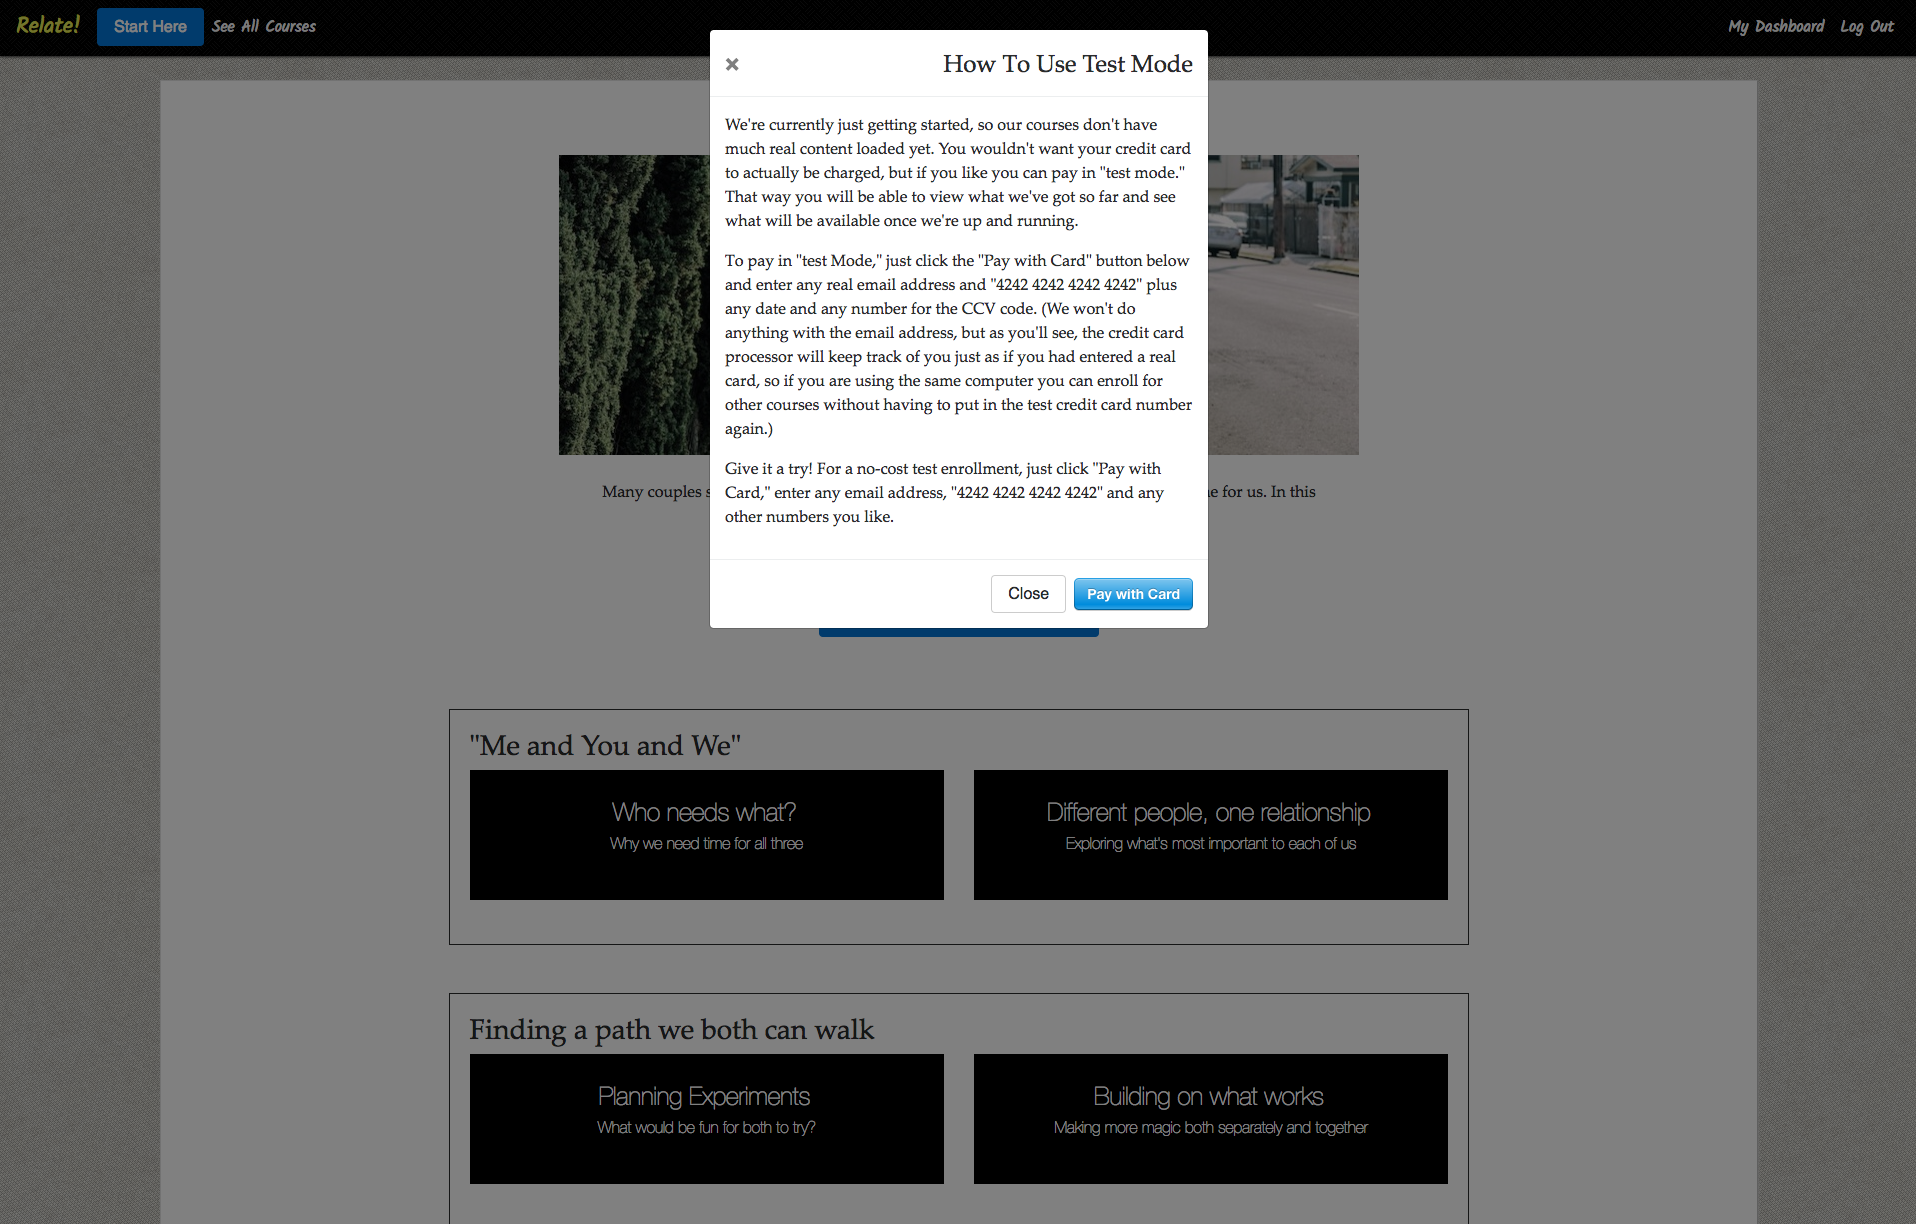 Relate! Start Here See All Courses My Dashboard Log Out
× How To Use Test Mode
We're currently just getting started, so our courses don't have
much real content loaded yet. You wouldn't want your credit card
to actually be charged, but if you like you can pay in "test mode."
That way you will be able to view what we've got so far and see
what will be available once we're up and running.
To pay in "test Mode," just click the "Pay with Card" button below
and enter any real email address and "4242 4242 4242 4242" plus
any date and any number for the CCV code. (We won't do
anything with the email address, but as you'll see, the credit card
processor will keep track of you just as if you had entered a real
card, so if you are using the same computer you can enroll for
other courses without having to put in the test credit card number
again.)
Give it a try! For a no-cost test enrollment, just click "Pay with
Card," enter any email address, "4242 4242 4242 4242" and any
other numbers you like.
Close Pay with Card
Many couples for us. In this
"Me and You and We"
Who needs what?
Why we need time for all three
Different people, one relationship
Exploring what's most important to each of us
Finding a path we both can walk
Planning Experiments
What would be fun for both to try?
Building on what works
Making more magic both separately and together